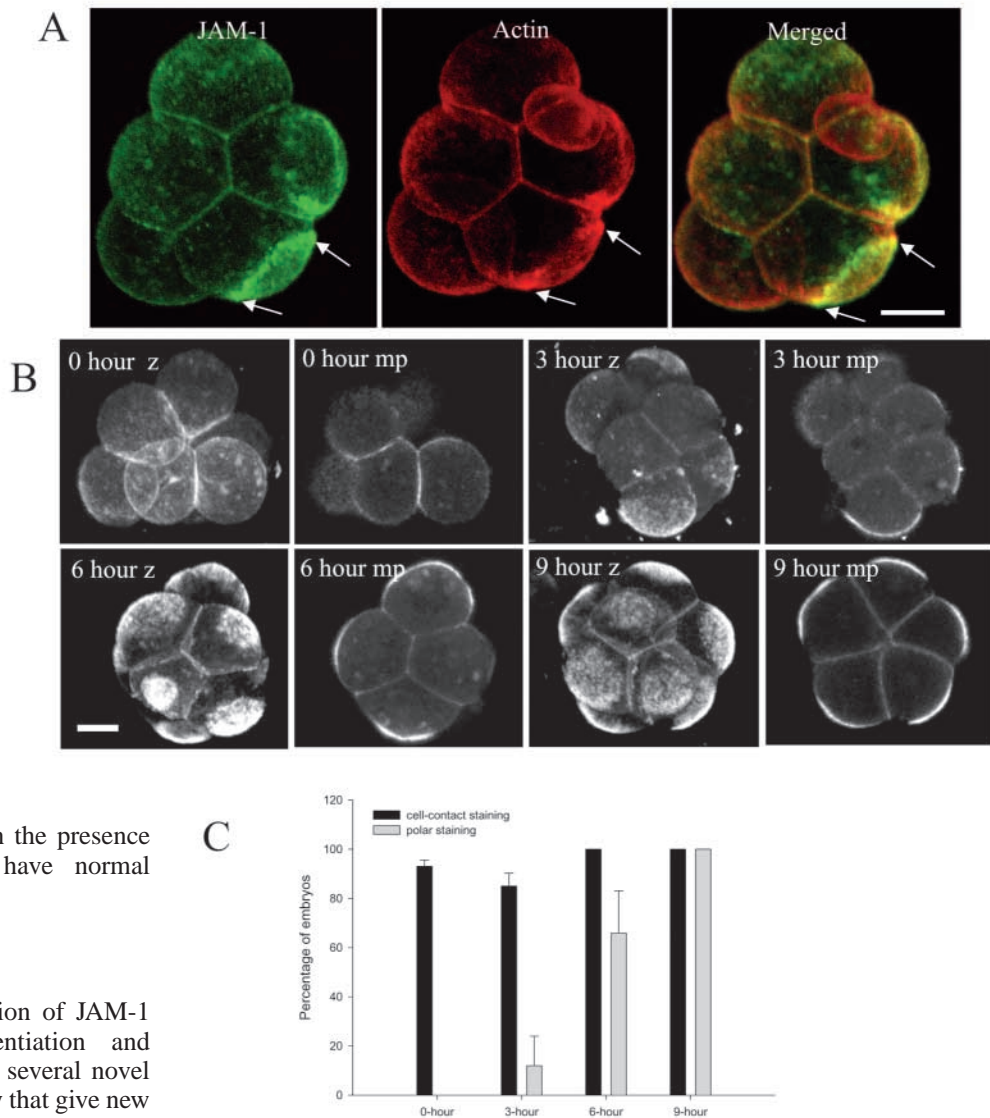 A
JAM-1
Actin
Merged
B
0 hour z
0 hour mp
3 hour z
3 hour mp
6 hour z
6 hour mp
9 hour z
9 hour mp
the presence
have normal
tion of JAM-1
entiation and
several novel
that give new
C
cell-contact staining
polar staining
Percentage of embryos
120
100
80
60
40
20
0
0-hour
3-hour
6-hour
9-hour